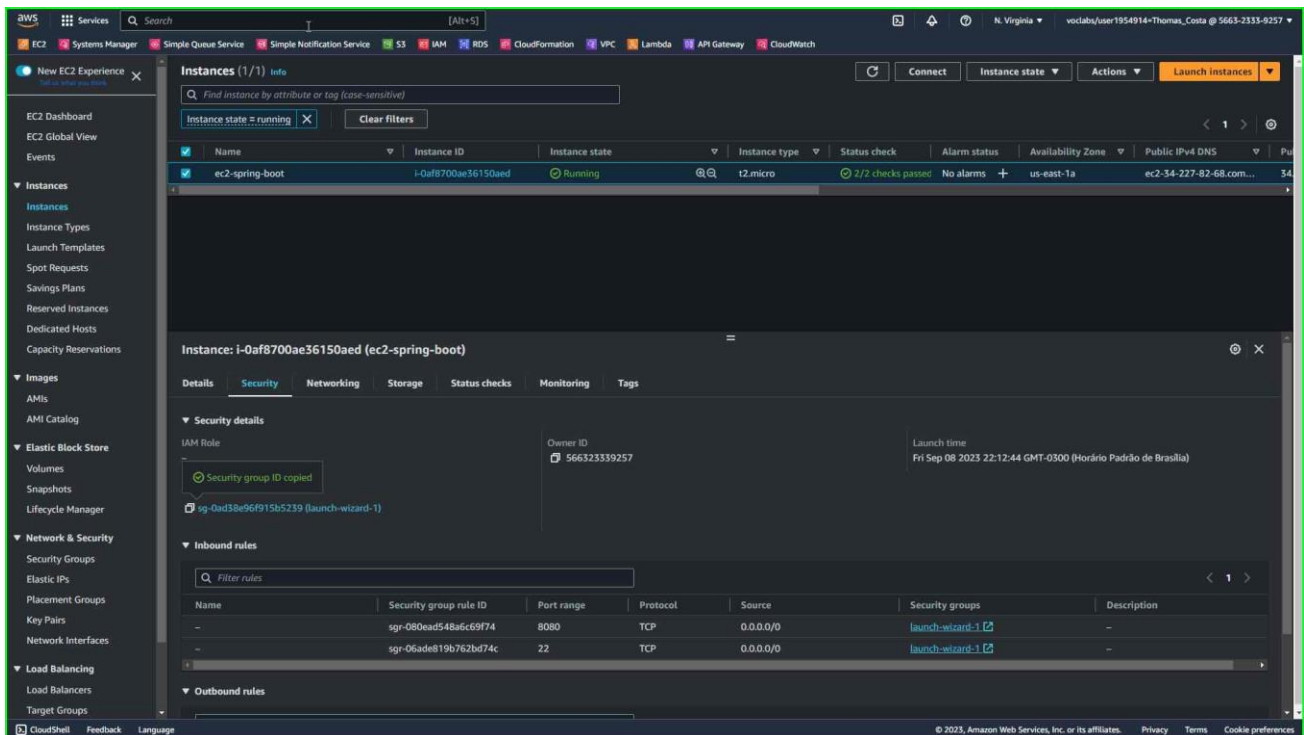 aws Services Search [Alt+S] N. Virginia voclabs/user1954914=Thomas_Costa @ 5663-2333-9257
EC2 Systems Manager Simple Queue Service Simple Notification Service S3 IAM RDS CloudFormation VPC Lambda API Gateway CloudWatch
New EC2 Experience
Tell us what you think
EC2 Dashboard
EC2 Global View
Events
Instances
Instances
Instance Types
Launch Templates
Spot Requests
Savings Plans
Reserved Instances
Dedicated Hosts
Capacity Reservations
Images
AMIs
AMI Catalog
Elastic Block Store
Volumes
Snapshots
Lifecycle Manager
Network & Security
Security Groups
Elastic IPs
Placement Groups
Key Pairs
Network Interfaces
Load Balancing
Load Balancers
Target Groups
Instances (1/1) Info Connect Instance state Actions Launch instances
Find instance by attribute or tag (case-sensitive)
Instance state = running Clear filters 1
Name Instance ID Instance state Instance type Status check Alarm status Availability Zone Public IPv4 DNS Pul
ec2-spring-boot i-0af8700ae36150aed Running t2.micro 2/2 checks passed No alarms us-east-1a ec2-34-227-82-68.com... 34.
Instance: i-0af8700ae36150aed (ec2-spring-boot)
Details Security Networking Storage Status checks Monitoring Tags
Security details
IAM Role Owner ID Launch time
– 566323339257 Fri Sep 08 2023 22:12:44 GMT-0300 (Horário Padrão de Brasília)
Security group ID copied
sg-0ad38e96f915b5239 (launch-wizard-1)
Inbound rules
Filter rules 1
Name Security group rule ID Port range Protocol Source Security groups Description
– sgr-080ead548a6c69f74 8080 TCP 0.0.0.0/0 launch-wizard-1 –
– sgr-06ade819b762bd74c 22 TCP 0.0.0.0/0 launch-wizard-1 –
Outbound rules
CloudShell Feedback Language © 2023, Amazon Web Services, Inc. or its affiliates. Privacy Terms Cookie preferences